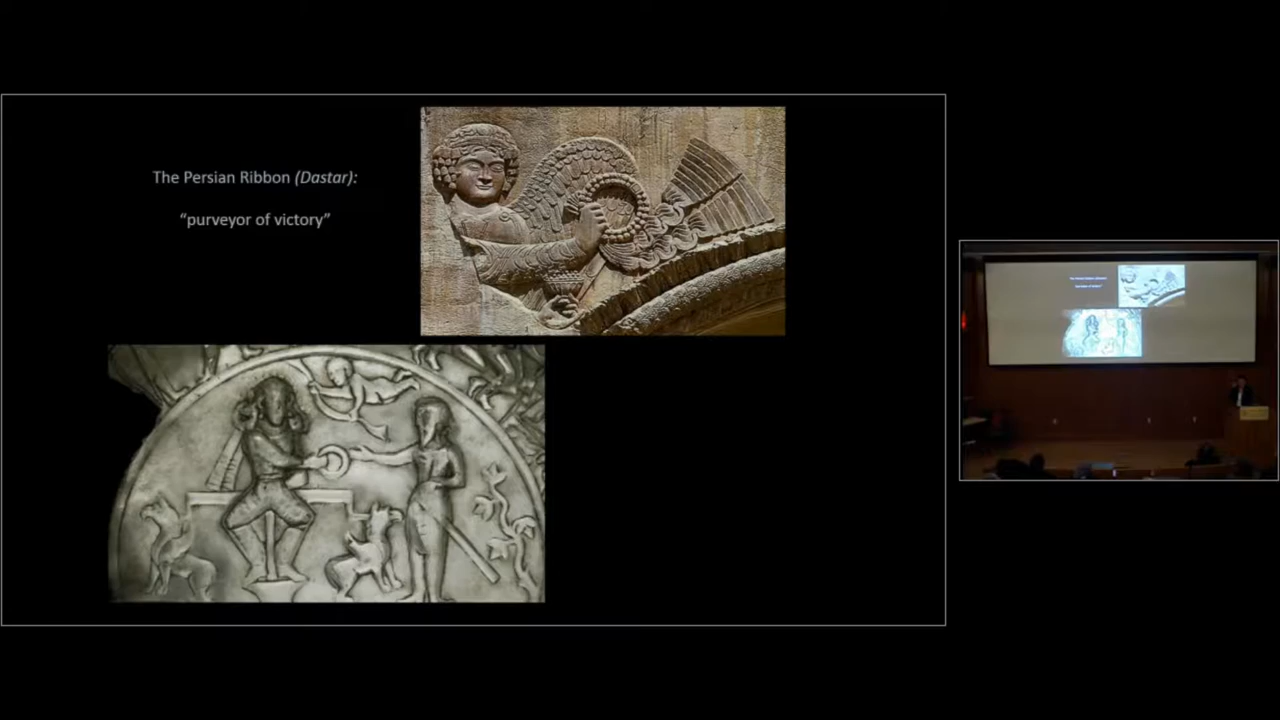 The Persian Ribbon (Dastar):
“purveyor of victory”